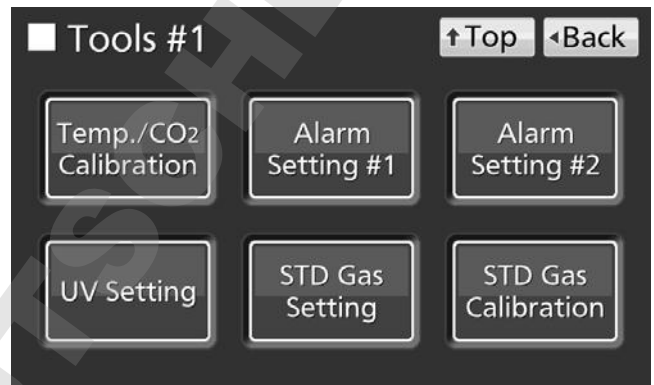 Tools #1
↑Top ◂Back
Temp./CO2
Calibration
Alarm
Setting #1
Alarm
Setting #2
UV Setting
STD Gas
Setting
STD Gas
Calibration